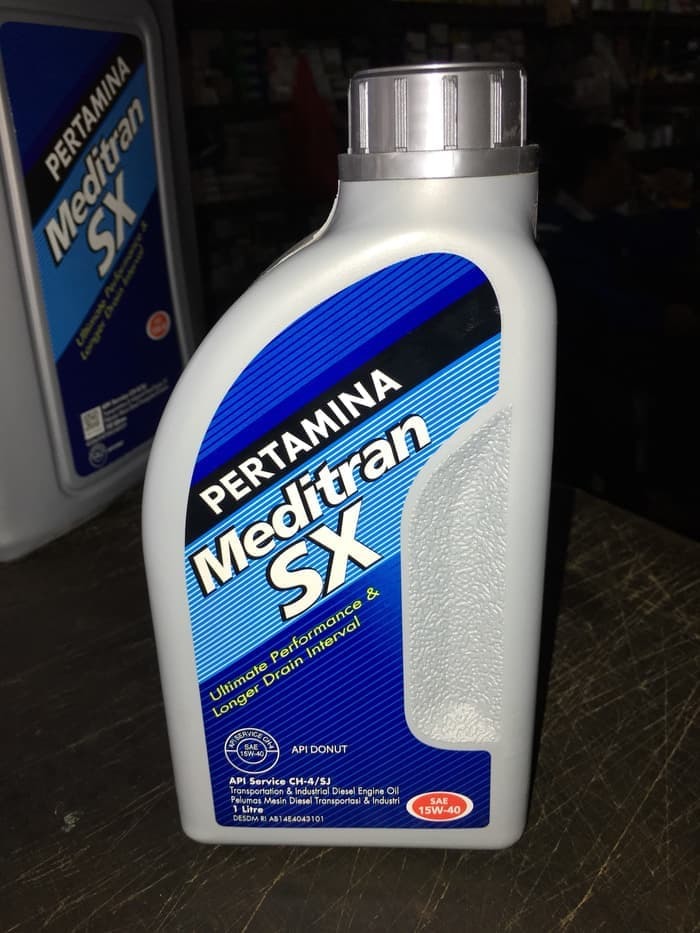 PERTAMINA
Meditran
SX
Ultimate Performance &
Longer Drain Interval
API SERVICE CH-4
SAE
15W-40
API DONUT
API Service CH-4/SJ
Transportation & Industrial Diesel Engine Oil
Pelumas Mesin Diesel Transportasi & Industri
1 Litre
DESDM RI AB14E4043101
SAE
15W-40
PERTAMINA
Meditran
SX
Ultimate Performance &
Longer Drain Interval